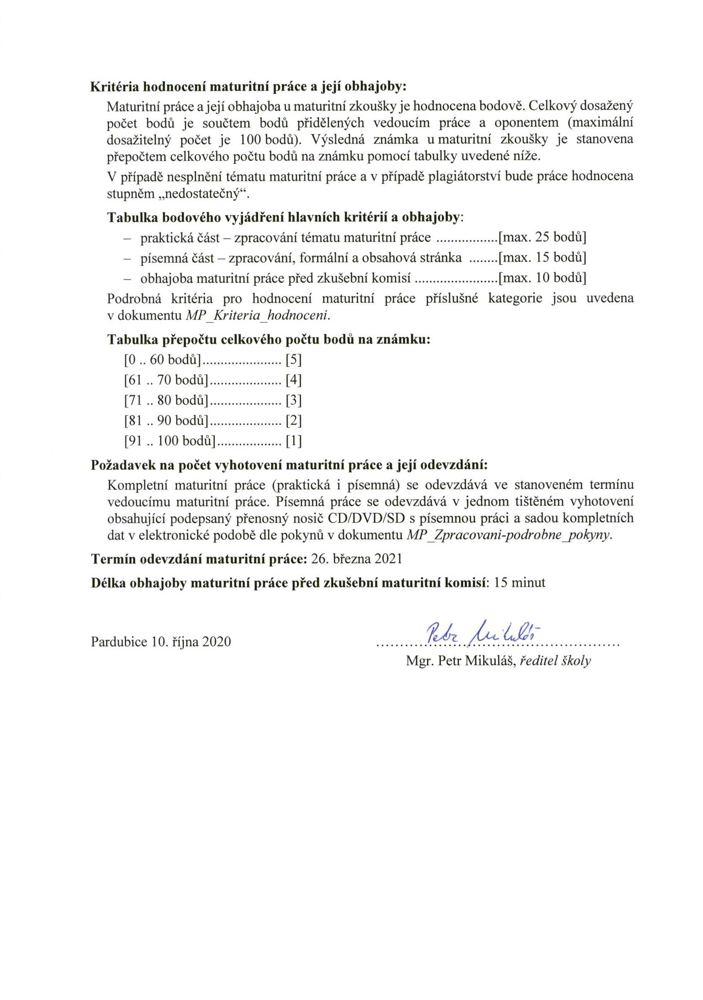 Kritéria hodnocení maturitní práce a její obhajoby:
Maturitní práce a její obhajoba u maturitní zkoušky je hodnocena bodově. Celkový dosažený
počet bodů je součtem bodů přidělených vedoucím práce a oponentem (maximální
dosažitelný počet je 100 bodů). Výsledná známka u maturitní zkoušky je stanovena
přepočtem celkového počtu bodů na známku pomocí tabulky uvedené níže.
V případě nesplnění tématu maturitní práce a v případě plagiátorství bude práce hodnocena
stupněm „nedostatečný“.
Tabulka bodového vyjádření hlavních kritérií a obhajoby:
– praktická část – zpracování tématu maturitní práce .................[max. 25 bodů]
– písemná část – zpracování, formální a obsahová stránka ........[max. 15 bodů]
– obhajoba maturitní práce před zkušební komisí .......................[max. 10 bodů]
Podrobná kritéria pro hodnocení maturitní práce příslušné kategorie jsou uvedena
v dokumentu MP_Kriteria_hodnoceni.
Tabulka přepočtu celkového počtu bodů na známku:
[0 .. 60 bodů]...................... [5]
[61 .. 70 bodů].................... [4]
[71 .. 80 bodů].................... [3]
[81 .. 90 bodů].................... [2]
[91 .. 100 bodů].................. [1]
Požadavek na počet vyhotovení maturitní práce a její odevzdání:
Kompletní maturitní práce (praktická i písemná) se odevzdává ve stanoveném termínu
vedoucímu maturitní práce. Písemná práce se odevzdává v jednom tištěném vyhotovení
obsahující podepsaný přenosný nosič CD/DVD/SD s písemnou práci a sadou kompletních
dat v elektronické podobě dle pokynů v dokumentu MP_Zpracovani-podrobne_pokyny.
Termín odevzdání maturitní práce: 26. března 2021
Délka obhajoby maturitní práce před zkušební maturitní komisí: 15 minut
Petr Mikuláš
Pardubice 10. října 2020 ....................................................
Mgr. Petr Mikuláš, ředitel školy